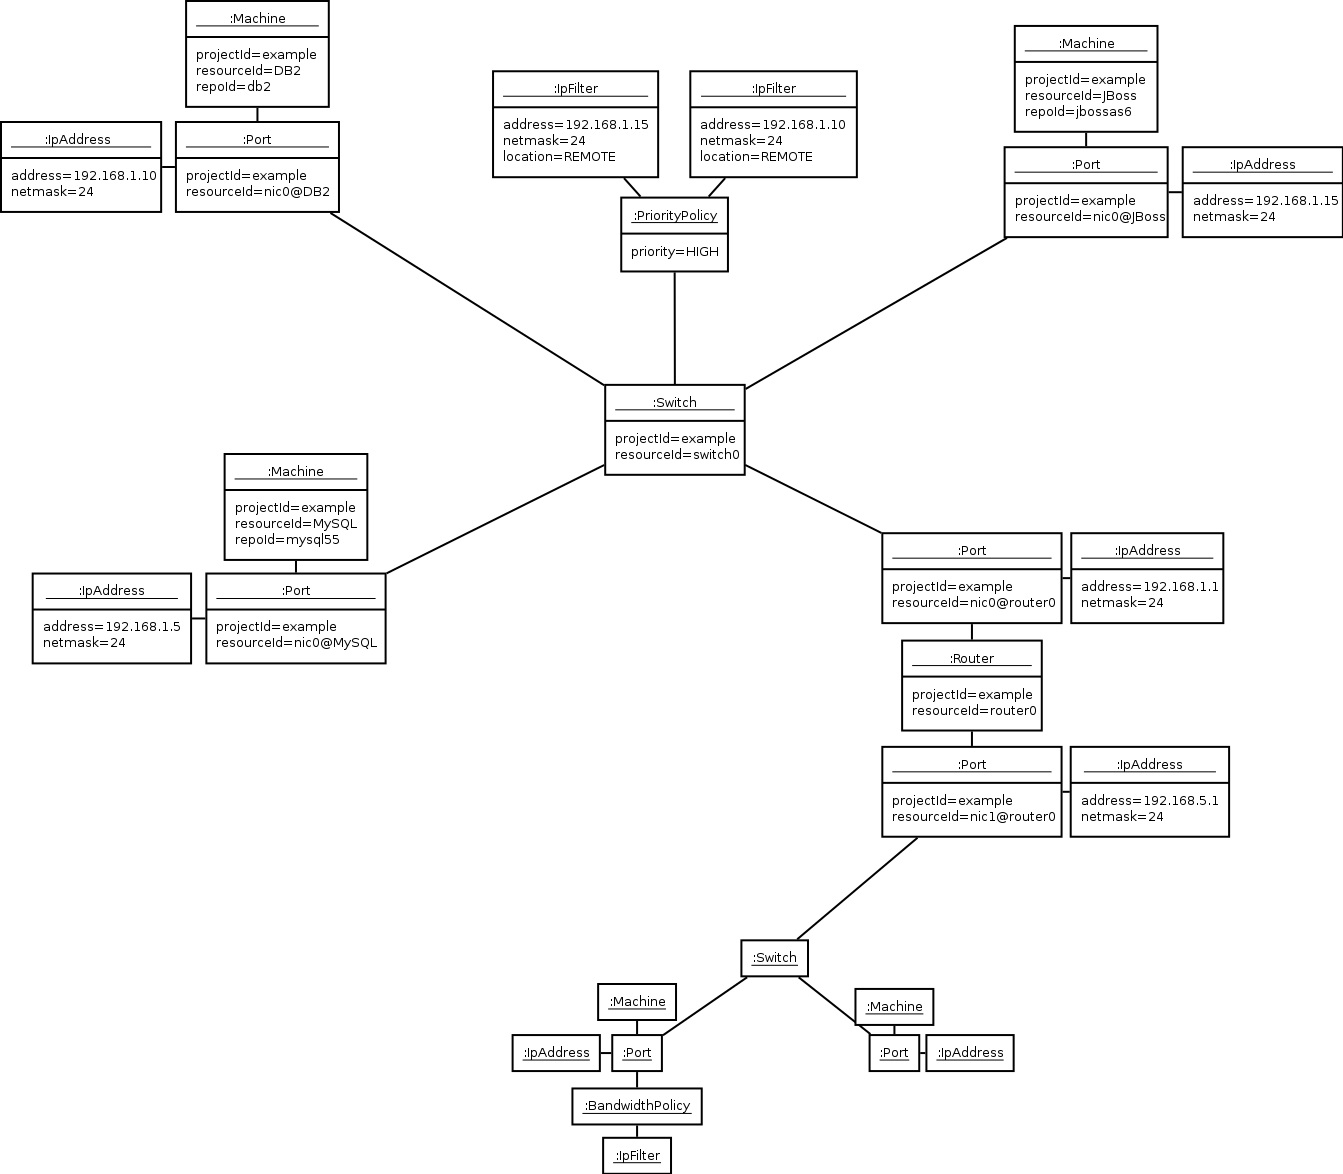 :Machine
projectId=example
resourceId=DB2
repoId=db2
:IpAddress
address=192.168.1.10
netmask=24
:Port
projectId=example
resourceId=nic0@DB2
:IpFilter
address=192.168.1.15
netmask=24
location=REMOTE
:IpFilter
address=192.168.1.10
netmask=24
location=REMOTE
:PriorityPolicy
priority=HIGH
:Machine
projectId=example
resourceId=JBoss
repoId=jbossas6
:Port
projectId=example
resourceId=nic0@JBoss
:IpAddress
address=192.168.1.15
netmask=24
:Switch
projectId=example
resourceId=switch0
:Machine
projectId=example
resourceId=MySQL
repoId=mysql55
:IpAddress
address=192.168.1.5
netmask=24
:Port
projectId=example
resourceId=nic0@MySQL
:Port
projectId=example
resourceId=nic0@router0
:IpAddress
address=192.168.1.1
netmask=24
:Router
projectId=example
resourceId=router0
:Port
projectId=example
resourceId=nic1@router0
:IpAddress
address=192.168.5.1
netmask=24
:Switch
:Machine
:IpAddress
:Port
:BandwidthPolicy
:IpFilter
:Machine
:Port
:IpAddress